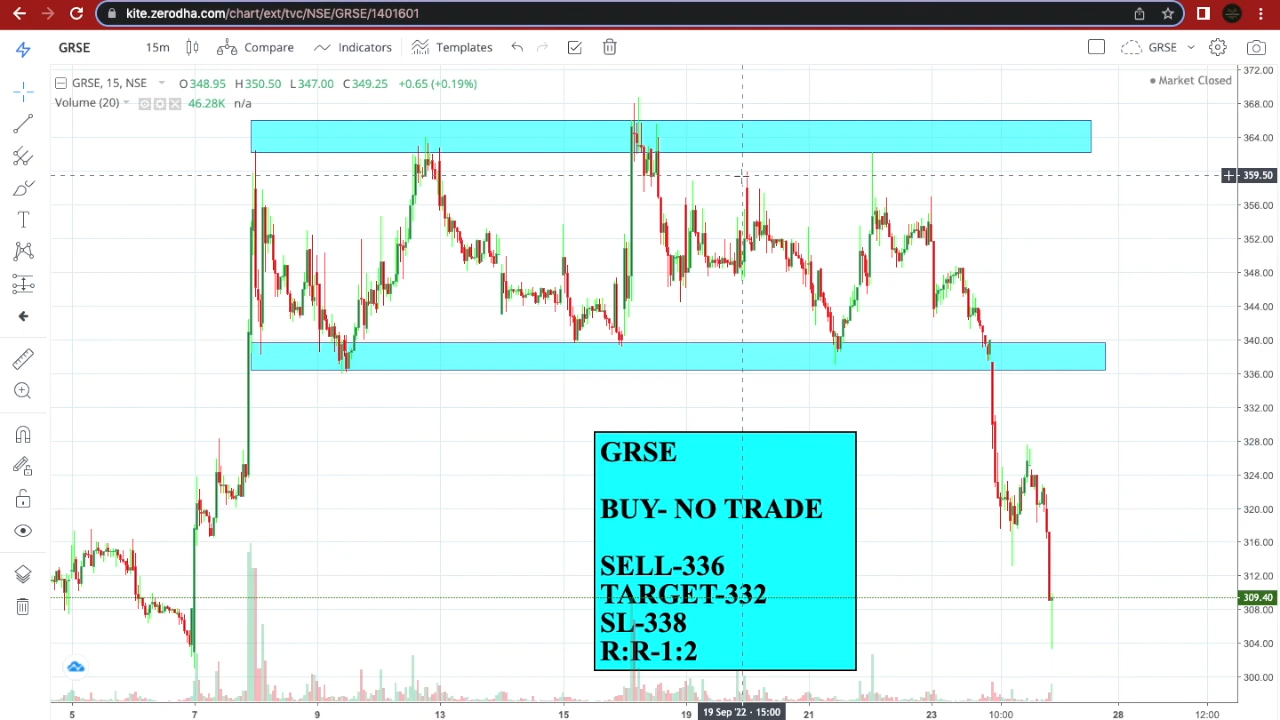 kite.zerodha.com/chart/ext/tvc/NSE/GRSE/1401601
GRSE 15m Compare Indicators Templates GRSE
GRSE, 15, NSE O348.95 H350.50 L347.00 C349.25 +0.65 (+0.19%)
Market Closed
Volume (20) 46.28K n/a
372.00
368.00
364.00
359.50
356.00
352.00
348.00
344.00
340.00
336.00
332.00
328.00
324.00
320.00
316.00
312.00
309.40
308.00
304.00
300.00
GRSE
BUY- NO TRADE
SELL-336
TARGET-332
SL-338
R:R-1:2
5 7 9 13 15 19 19 Sep '22 - 15:00 21 23 10:00 28 12:00